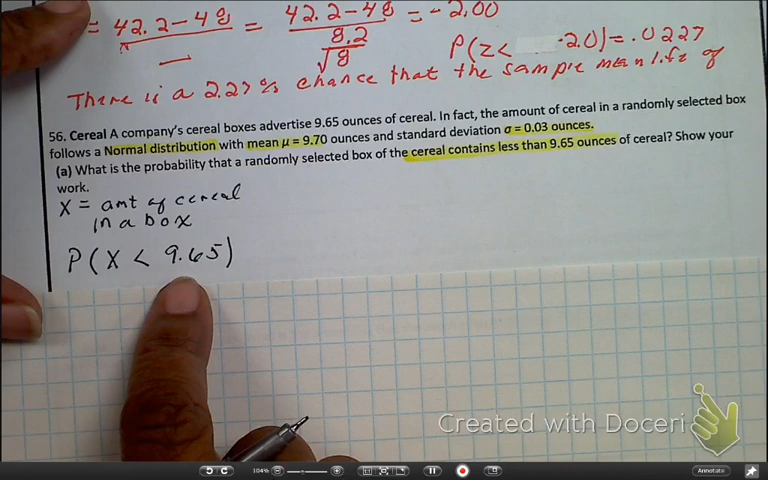 = 42.2-48 = 42.2-48 = -2.00
8.2
√8
P(z< -2.0)=.0227
There is a 2.27% chance that the sample mean life of
56. Cereal A company's cereal boxes advertise 9.65 ounces of cereal. In fact, the amount of cereal in a randomly selected box
follows a Normal distribution with mean μ = 9.70 ounces and standard deviation σ = 0.03 ounces.
(a) What is the probability that a randomly selected box of the cereal contains less than 9.65 ounces of cereal? Show your
work.
X = amt of cereal
in a box
P(X < 9.65)
Created with Doceri
104%
Annotate